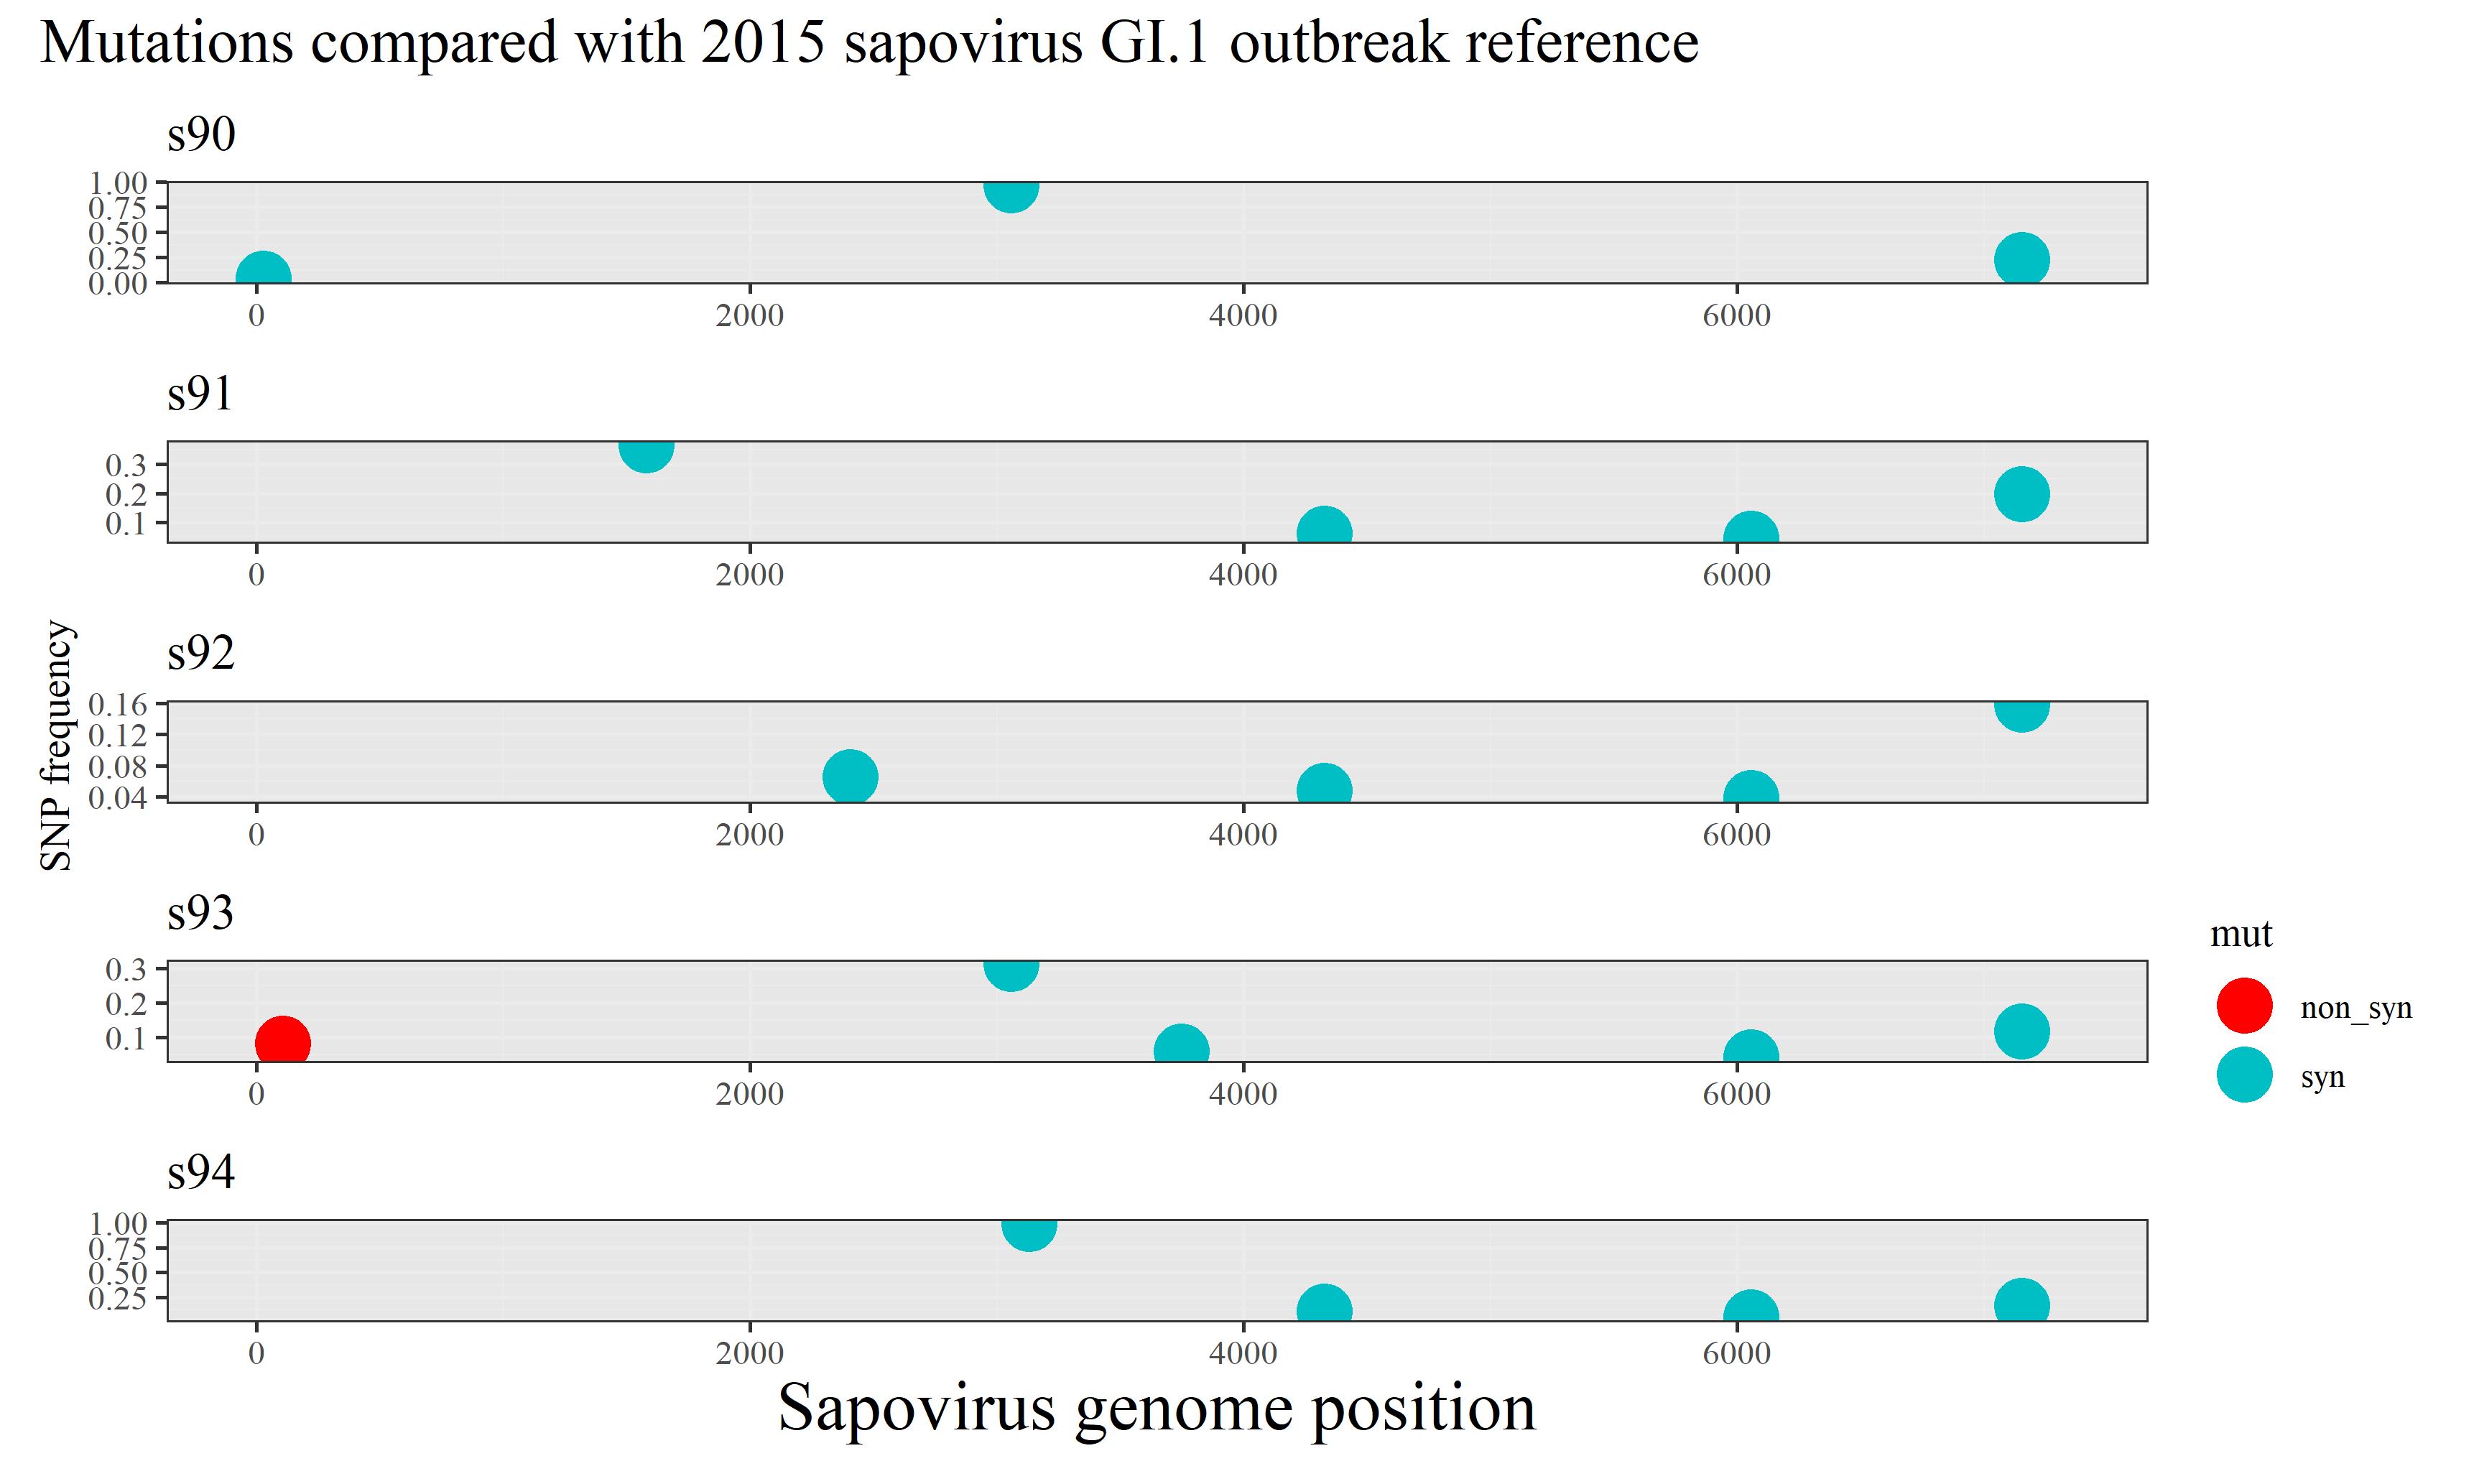 Mutations compared with 2015 sapovirus GI.1 outbreak reference
s90
1.00
0.75
0.50
0.25
0.00
0 2000 4000 6000
s91
0.3
0.2
0.1
0 2000 4000 6000
SNP frequency
s92
0.16
0.12
0.08
0.04
0 2000 4000 6000
s93
0.3
0.2
0.1
0 2000 4000 6000
mut
non_syn
syn
s94
1.00
0.75
0.50
0.25
0 2000 4000 6000
Sapovirus genome position